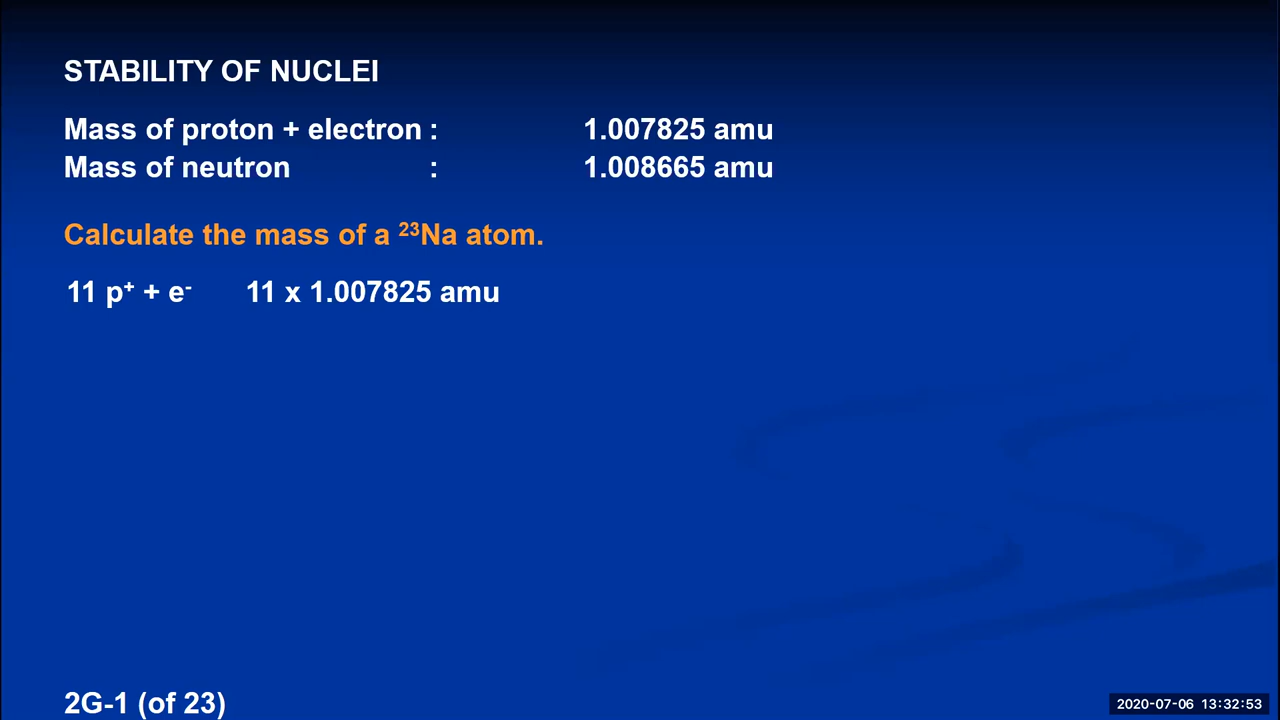 STABILITY OF NUCLEI
Mass of proton + electron : 1.007825 amu
Mass of neutron : 1.008665 amu
Calculate the mass of a ²³Na atom.
11 p⁺ + e⁻ 11 x 1.007825 amu
2G-1 (of 23)
2020-07-06 13:32:53